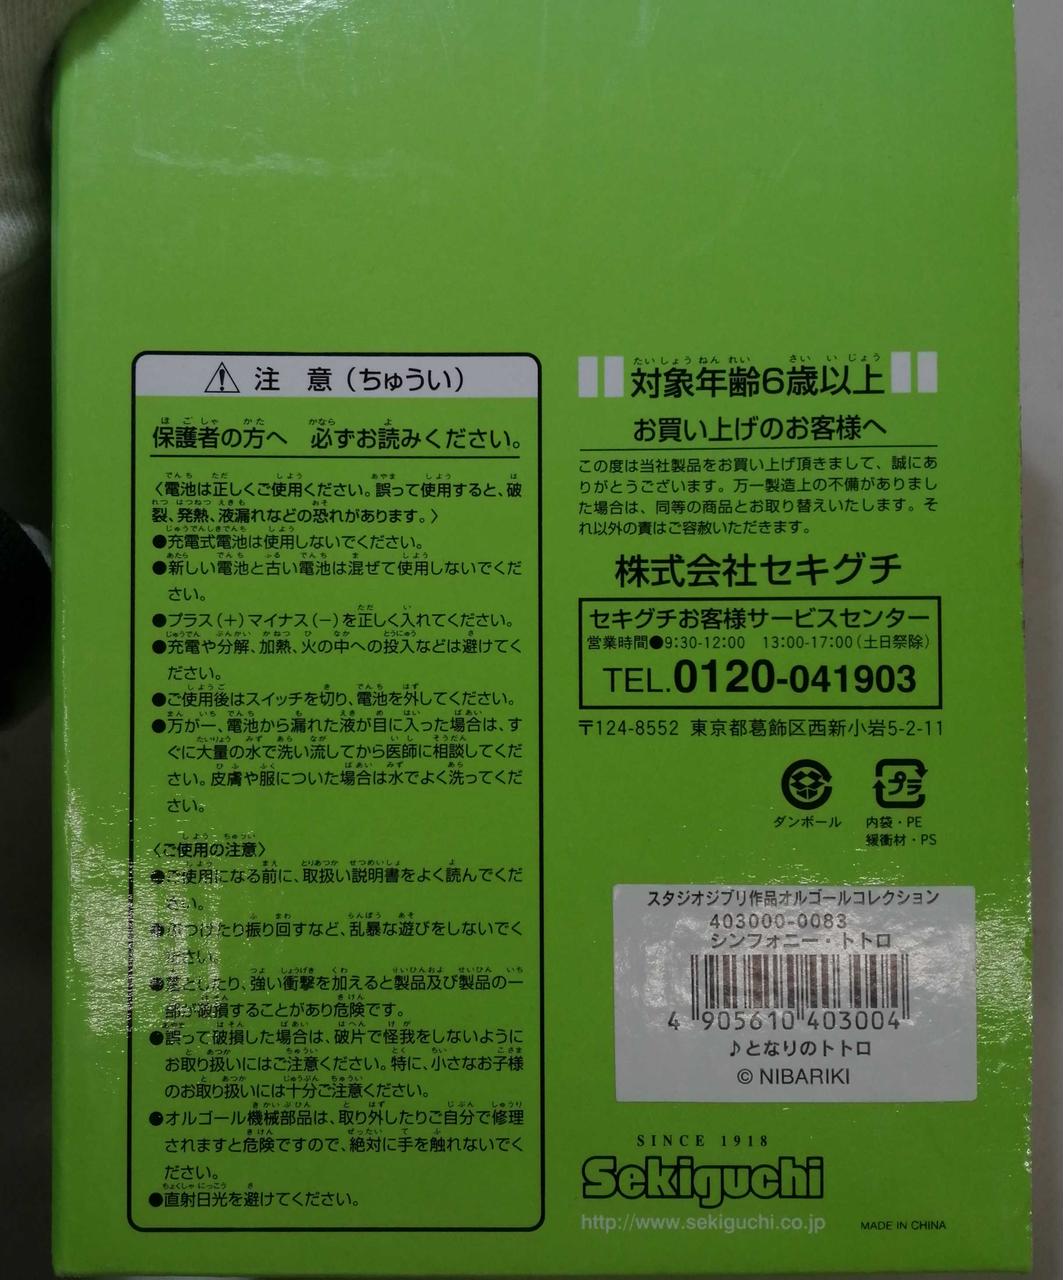 ⚠ 注 意(ちゅうい)
保護者の方へ 必ずお読みください。
〈電池は正しくご使用ください。誤って使用すると、破
裂、発熱、液漏れなどの恐れがあります。〉
●充電式電池は使用しないでください。
●新しい電池と古い電池は混ぜて使用しないでくだ
さい。
●プラス(+)マイナス(−)を正しく入れてください。
●充電や分解、加熱、火の中への投入などは避けてく
ださい。
●ご使用後はスイッチを切り、電池を外してください。
●万が一、電池から漏れた液が目に入った場合は、す
ぐに大量の水で洗い流してから医師に相談してくだ
さい。皮膚や服についた場合は水でよく洗ってくだ
さい。
〈ご使用の注意〉
●ご使用になる前に、取扱い説明書をよく読んでくだ
さい。
●ぶつけたり振り回すなど、乱暴な遊びをしないでく
ださい。
●落としたり、強い衝撃を加えると製品及び製品の一
部が破損することがあり危険です。
●誤って破損した場合は、破片で怪我をしないように
お取り扱いにはご注意ください。特に、小さなお子様
のお取り扱いには十分ご注意ください。
●オルゴール機械部品は、取り外したりご自分で修理
されますと危険ですので、絶対に手を触れないでく
ださい。
●直射日光を避けてください。
対象年齢6歳以上
お買い上げのお客様へ
この度は当社製品をお買い上げ頂きまして、誠にあ
りがとうございます。万一製造上の不備がありまし
た場合は、同等の商品とお取り替えいたします。そ
れ以外の責はご容赦いただきます。
株式会社セキグチ
セキグチお客様サービスセンター
営業時間●9:30-12:00 13:00-17:00(土日祭除)
TEL.0120-041903
〒124-8552 東京都葛飾区西新小岩5-2-11
プラ
ダンボール 内袋・PE
緩衝材・PS
スタジオジブリ作品オルゴールコレクション
403000-0083
シンフォニー・トトロ
4 905610 403004
♪となりのトトロ
© NIBARIKI
SINCE 1918
Sekiguchi
http://www.sekiguchi.co.jp MADE IN CHINA